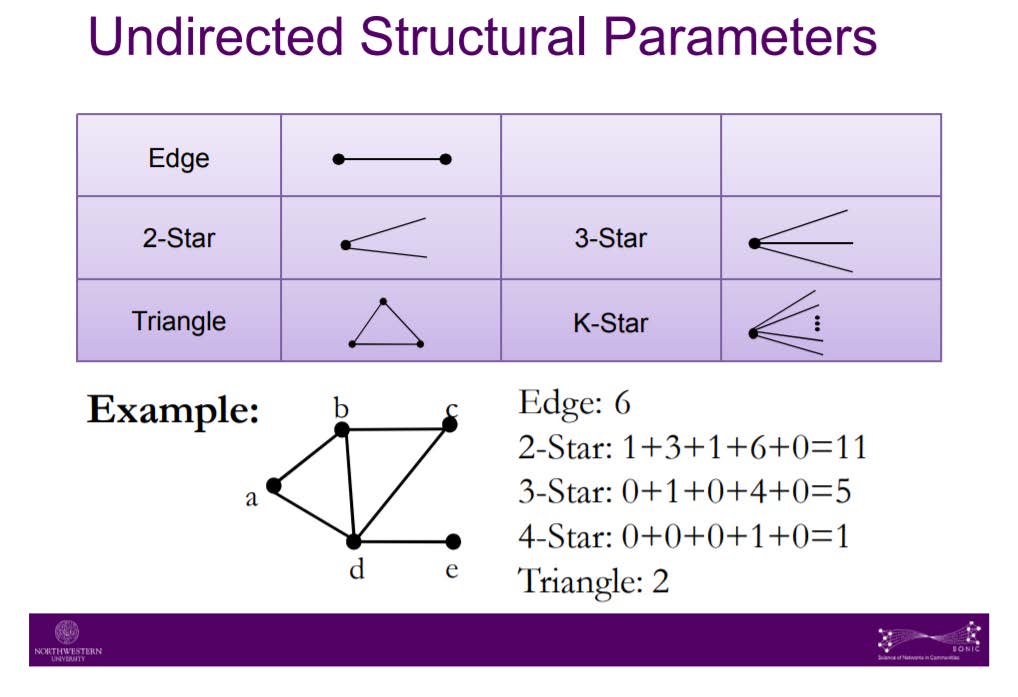 Undirected Structural Parameters
Edge
2-Star
3-Star
Triangle
K-Star
Example:
b
c
a
d
e
Edge: 6
2-Star: 1+3+1+6+0=11
3-Star: 0+1+0+4+0=5
4-Star: 0+0+0+1+0=1
Triangle: 2
NORTHWESTERN
UNIVERSITY
SONIC
Science of Networks in Communities